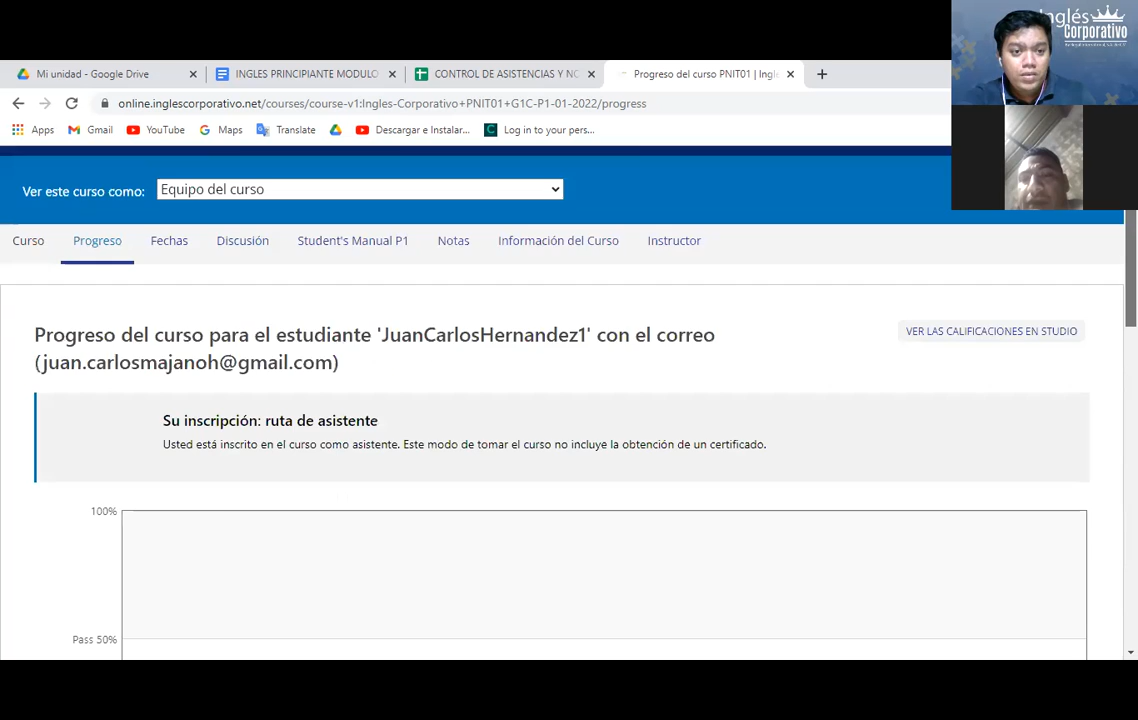 Inglés
Corporativo
Mi unidad - Google Drive
INGLES PRINCIPIANTE MODULO
CONTROL DE ASISTENCIAS Y NO
Progreso del curso PNIT01 | Ingl
online.inglescorporativo.net/courses/course-v1:Ingles-Corporativo+PNIT01+G1C-P1-01-2022/progress
Apps
Gmail
YouTube
Maps
Translate
Descargar e Instalar...
Log in to your pers...
Ver este curso como:
Equipo del curso
Curso
Progreso
Fechas
Discusión
Student's Manual P1
Notas
Información del Curso
Instructor
Progreso del curso para el estudiante 'JuanCarlosHernandez1' con el correo
(juan.carlosmajanoh@gmail.com)
VER LAS CALIFICACIONES EN STUDIO
Su inscripción: ruta de asistente
Usted está inscrito en el curso como asistente. Este modo de tomar el curso no incluye la obtención de un certificado.
100%
Pass 50%